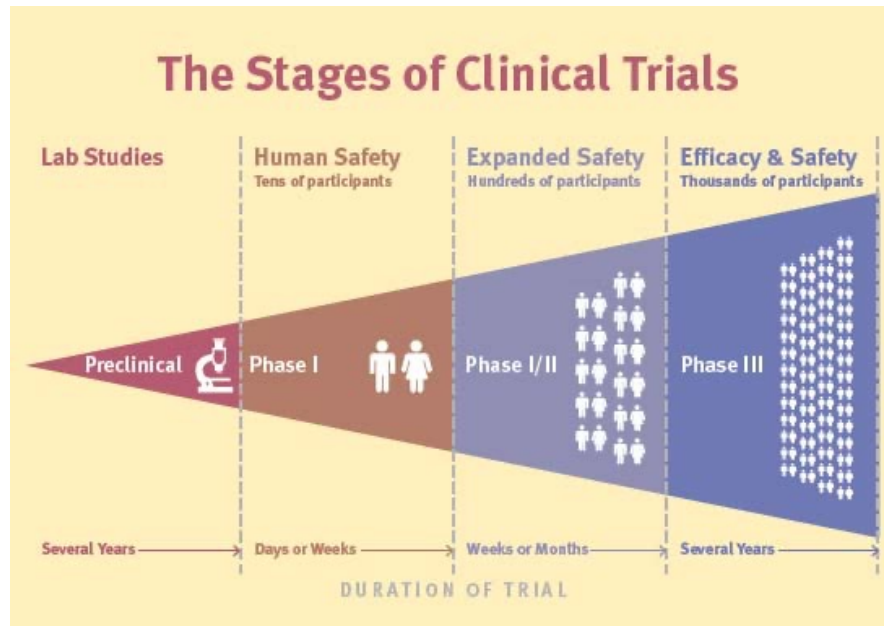 The Stages of Clinical Trials
Lab Studies
Human Safety
Tens of participants
Expanded Safety
Hundreds of participants
Efficacy & Safety
Thousands of participants
Preclinical
Phase I
Phase I/II
Phase III
Several Years
Days or Weeks
Weeks or Months
Several Years
DURATION OF TRIAL